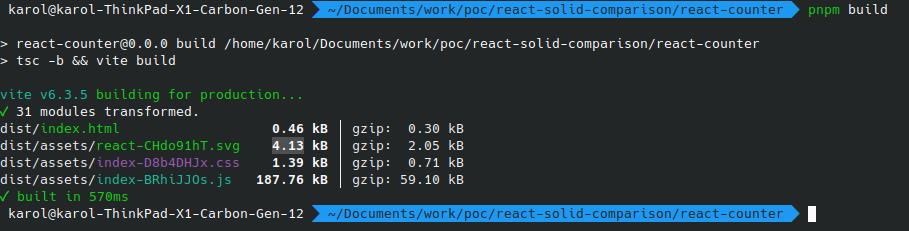 karol@karol-ThinkPad-X1-Carbon-Gen-12 ~/Documents/work/poc/react-solid-comparison/react-counter pnpm build
> react-counter@0.0.0 build /home/karol/Documents/work/poc/react-solid-comparison/react-counter
> tsc -b && vite build
vite v6.3.5 building for production...
✓ 31 modules transformed.
dist/index.html 0.46 kB │ gzip: 0.30 kB
dist/assets/react-CHdo91hT.svg 4.13 kB │ gzip: 2.05 kB
dist/assets/index-D8b4DHJx.css 1.39 kB │ gzip: 0.71 kB
dist/assets/index-BRhiJJOs.js 187.76 kB │ gzip: 59.10 kB
✓ built in 570ms
karol@karol-ThinkPad-X1-Carbon-Gen-12 ~/Documents/work/poc/react-solid-comparison/react-counter